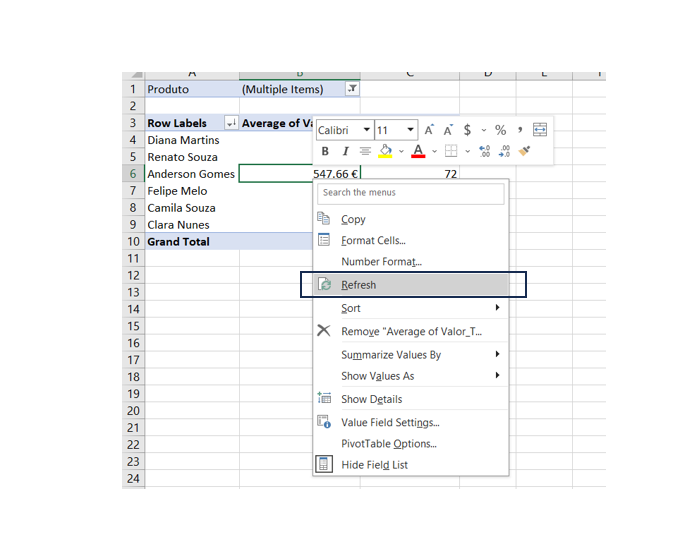 A B C D E F
1 Produto (Multiple Items)
2
3 Row Labels Average of Va
Calibri 11 A A $ % ,
B I A .00 .00
4 Diana Martins
5 Renato Souza
6 Anderson Gomes 547.66 € 72
7 Felipe Melo
8 Camila Souza
9 Clara Nunes
10 Grand Total
11
12
13
14
15
16
17
18
19
20
21
22
23
24
Search the menus
Copy
Format Cells...
Number Format...
Refresh
Sort
Remove "Average of Valor_T...
Summarize Values By
Show Values As
Show Details
Value Field Settings...
PivotTable Options...
Hide Field List